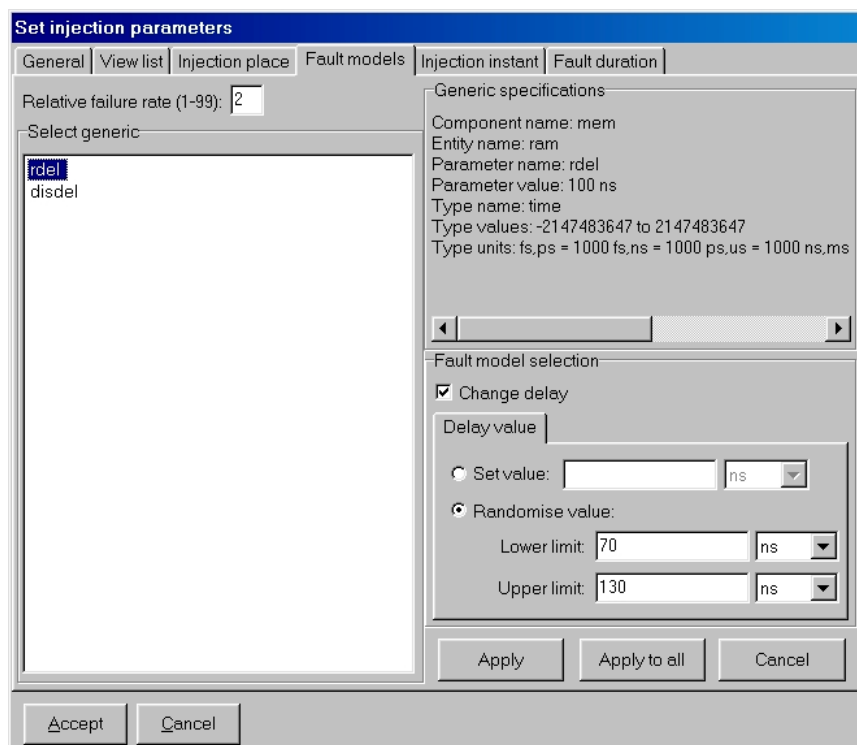 Set injection parameters
General View list Injection place Fault models Injection instant Fault duration
Relative failure rate (1-99): 2
Select generic
rdel
disdel
Generic specifications
Component name: mem
Entity name: ram
Parameter name: rdel
Parameter value: 100 ns
Type name: time
Type values: -2147483647 to 2147483647
Type units: fs,ps = 1000 fs,ns = 1000 ps,us = 1000 ns,ms
Fault model selection
Change delay
Delay value
Set value: ns
Randomise value:
Lower limit: 70 ns
Upper limit: 130 ns
Apply Apply to all Cancel
Accept Cancel